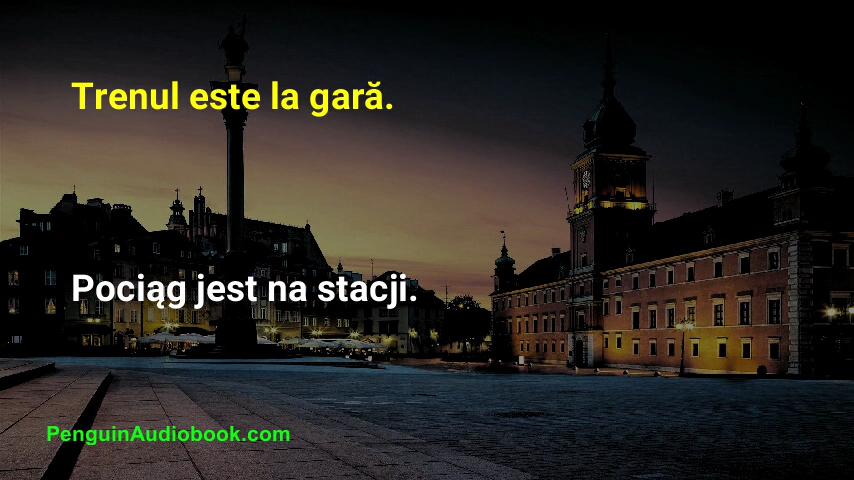 Trenul este la gară.
Pociąg jest na stacji.
PenguinAudiobook.com